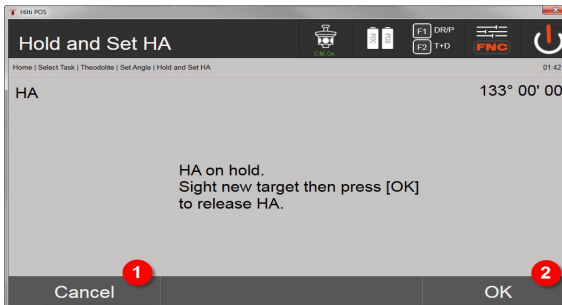 Hilti POS
Hold and Set HA
C.M. On
POC
POC
F1 DR/P
F2 T+D
FNC
Home | Select Task | Theodolite | Set Angle | Hold and Set HA
01:42
HA
133° 00' 00
HA on hold.
Sight new target then press [OK]
to release HA.
1
2
Cancel
OK